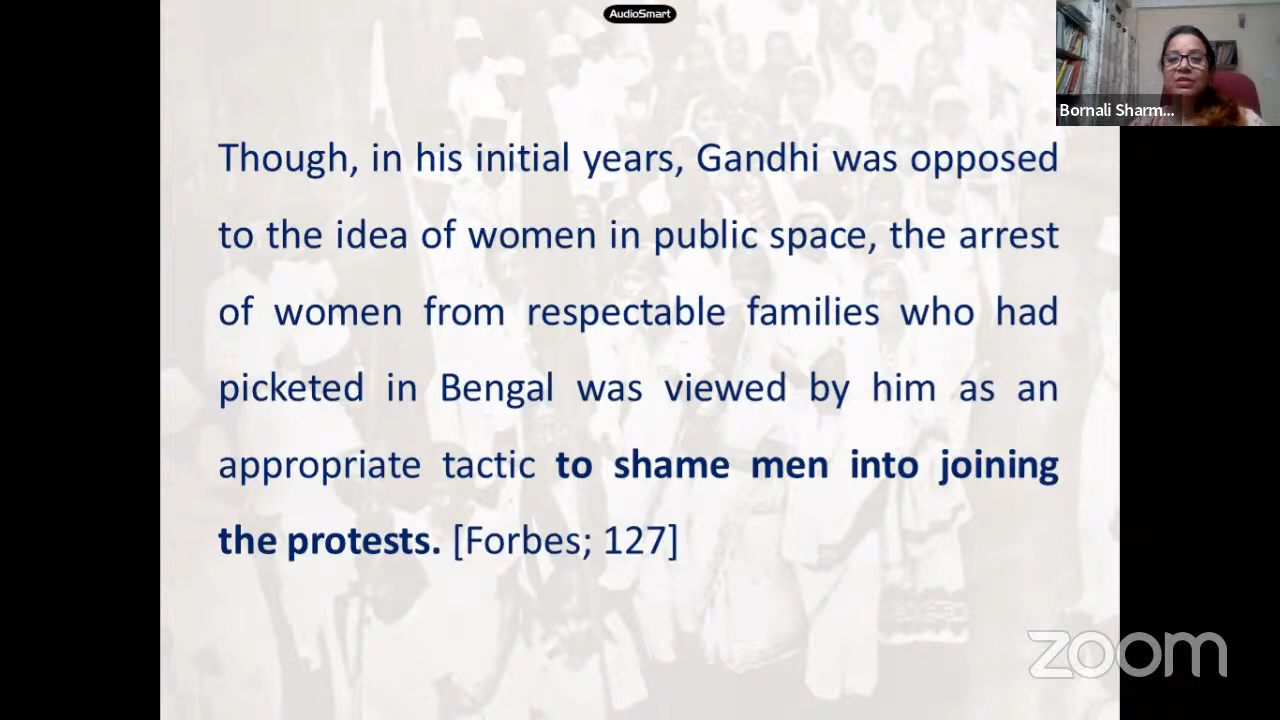 AudioSmart
Bornali Sharm...
Though, in his initial years, Gandhi was opposed
to the idea of women in public space, the arrest
of women from respectable families who had
picketed in Bengal was viewed by him as an
appropriate tactic to shame men into joining
the protests. [Forbes; 127]
zoom